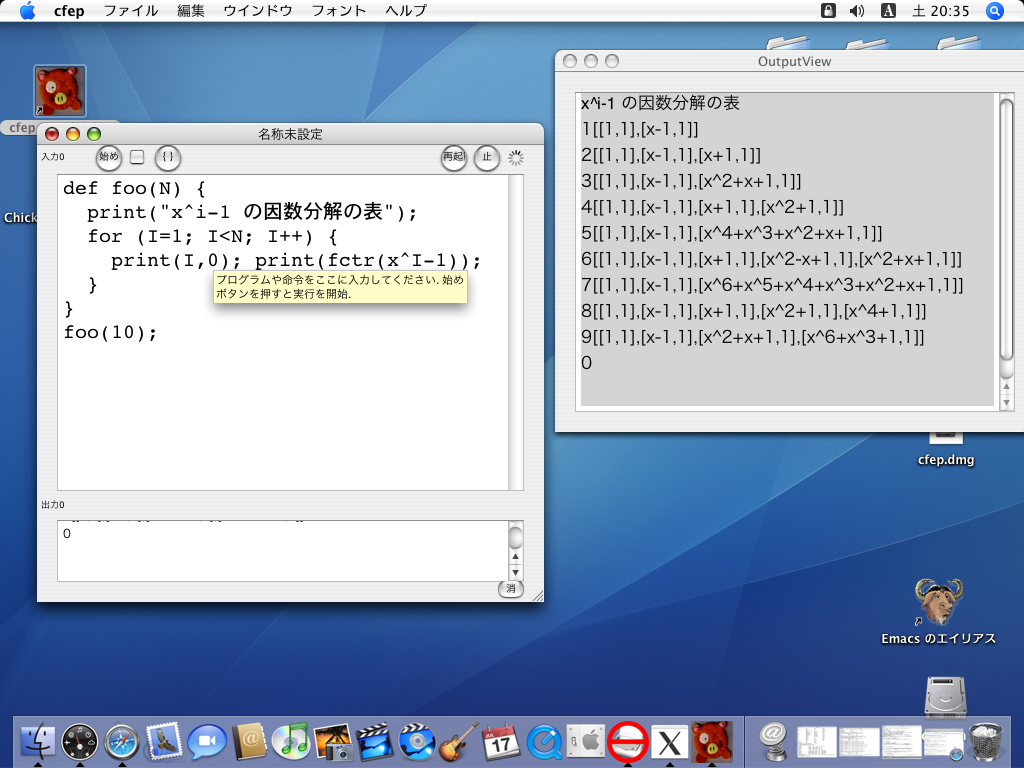 cfep ファイル 編集 ウインドウ フォント ヘルプ A 土 20:35
OutputView
x^i-1 の因数分解の表
1[[1,1],[x-1,1]]
2[[1,1],[x-1,1],[x+1,1]]
3[[1,1],[x-1,1],[x^2+x+1,1]]
4[[1,1],[x-1,1],[x+1,1],[x^2+1,1]]
5[[1,1],[x-1,1],[x^4+x^3+x^2+x+1,1]]
6[[1,1],[x-1,1],[x+1,1],[x^2-x+1,1],[x^2+x+1,1]]
7[[1,1],[x-1,1],[x^6+x^5+x^4+x^3+x^2+x+1,1]]
8[[1,1],[x-1,1],[x+1,1],[x^2+1,1],[x^4+1,1]]
9[[1,1],[x-1,1],[x^2+x+1,1],[x^6+x^3+1,1]]
0
cfep
Chick
名称未設定
入力0 始め { } 再起 止
def foo(N) {
print("x^i-1 の因数分解の表");
for (I=1; I<N; I++) {
print(I,0); print(fctr(x^I-1));
}
}
foo(10);
プログラムや命令をここに入力してください. 始め
ボタンを押すと実行を開始.
出力0
0
消
cfep.dmg
Emacs のエイリアス
17